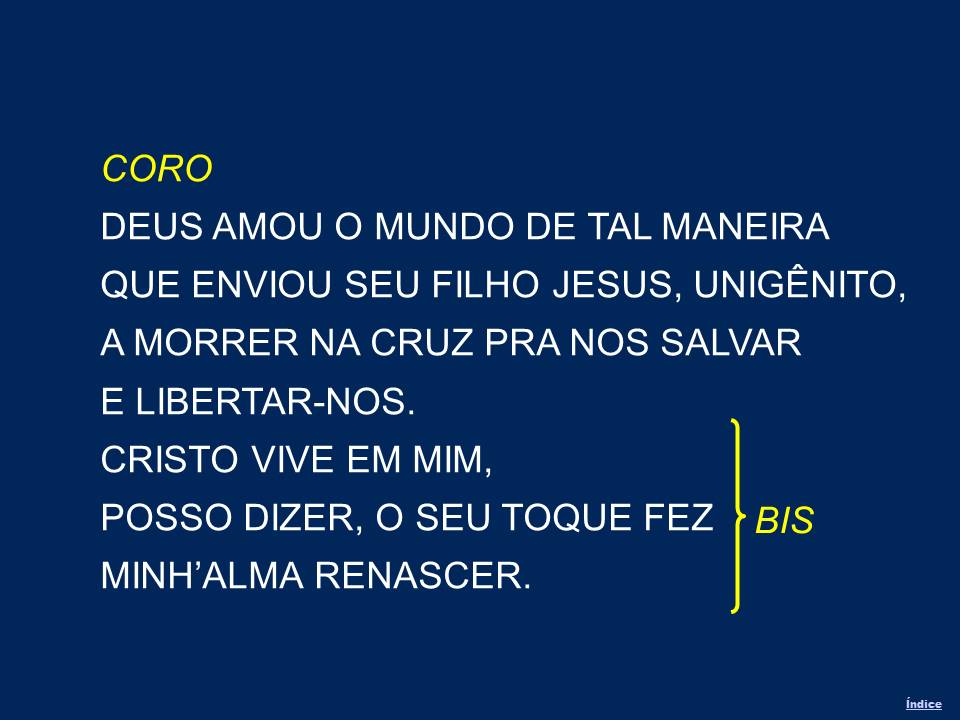 CORO
DEUS AMOU O MUNDO DE TAL MANEIRA
QUE ENVIOU SEU FILHO JESUS, UNIGÊNITO,
A MORRER NA CRUZ PRA NOS SALVAR
E LIBERTAR-NOS.
CRISTO VIVE EM MIM,
POSSO DIZER, O SEU TOQUE FEZ
MINH’ALMA RENASCER.
BIS
Índice